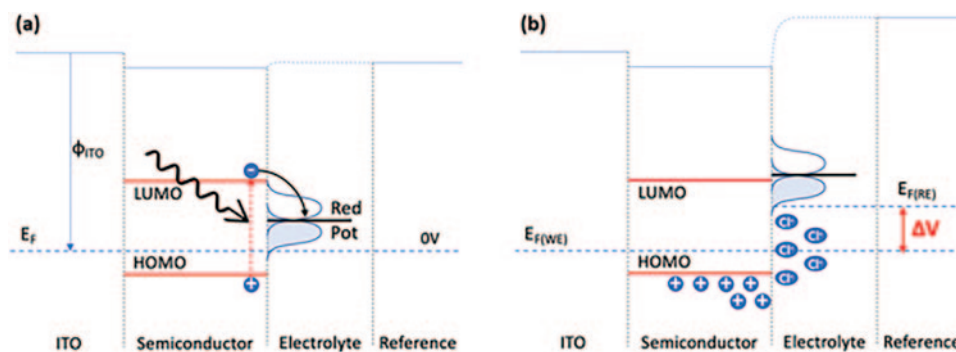 (a)
ϕITO
LUMO
Red
Pot
EF
0V
HOMO
ITO Semiconductor Electrolyte Reference
(b)
LUMO
EF(RE)
Cl-
Cl-
ΔV
EF(WE)
Cl-
Cl-
HOMO
Cl-
ITO Semiconductor Electrolyte Reference